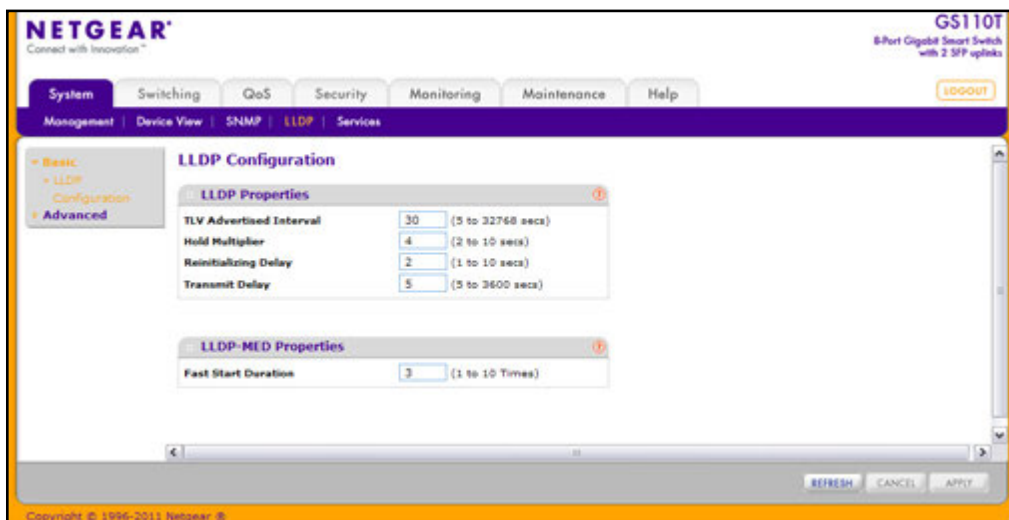 NETGEAR®
Connect with Innovation™
GS110T
8-Port Gigabit Smart Switch
with 2 SFP uplinks
System Switching QoS Security Monitoring Maintenance Help LOGOUT
Management | Device View | SNMP | LLDP | Services
Basic
LLDP
Configuration
Advanced
LLDP Configuration
LLDP Properties ?
TLV Advertised Interval 30 (5 to 32768 secs)
Hold Multiplier 4 (2 to 10 secs)
Reinitializing Delay 2 (1 to 10 secs)
Transmit Delay 5 (5 to 3600 secs)
LLDP-MED Properties ?
Fast Start Duration 3 (1 to 10 Times)
REFRESH CANCEL APPLY
Copyright © 1996-2011 Netgear ®